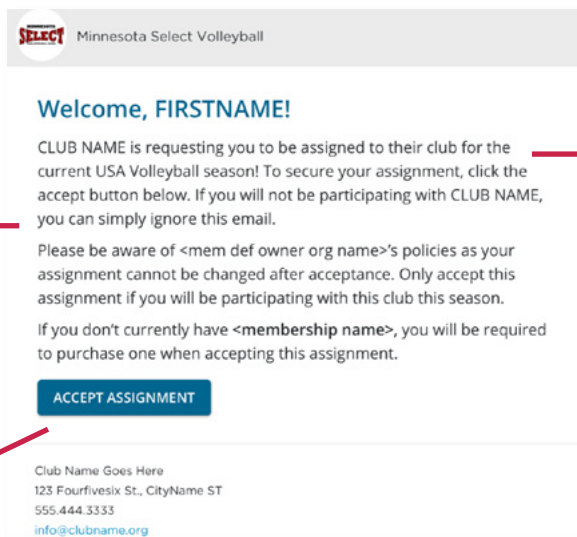 MINNESOTA
SELECT
Minnesota Select Volleyball
Welcome, FIRSTNAME!
CLUB NAME is requesting you to be assigned to their club for the
current USA Volleyball season! To secure your assignment, click the
accept button below. If you will not be participating with CLUB NAME,
you can simply ignore this email.
Please be aware of <mem def owner org name>'s policies as your
assignment cannot be changed after acceptance. Only accept this
assignment if you will be participating with this club this season.
If you don't currently have <membership name>, you will be required
to purchase one when accepting this assignment.
ACCEPT ASSIGNMENT
Club Name Goes Here
123 Fourfivesix St., CityName ST
555.444.3333
info@clubname.org